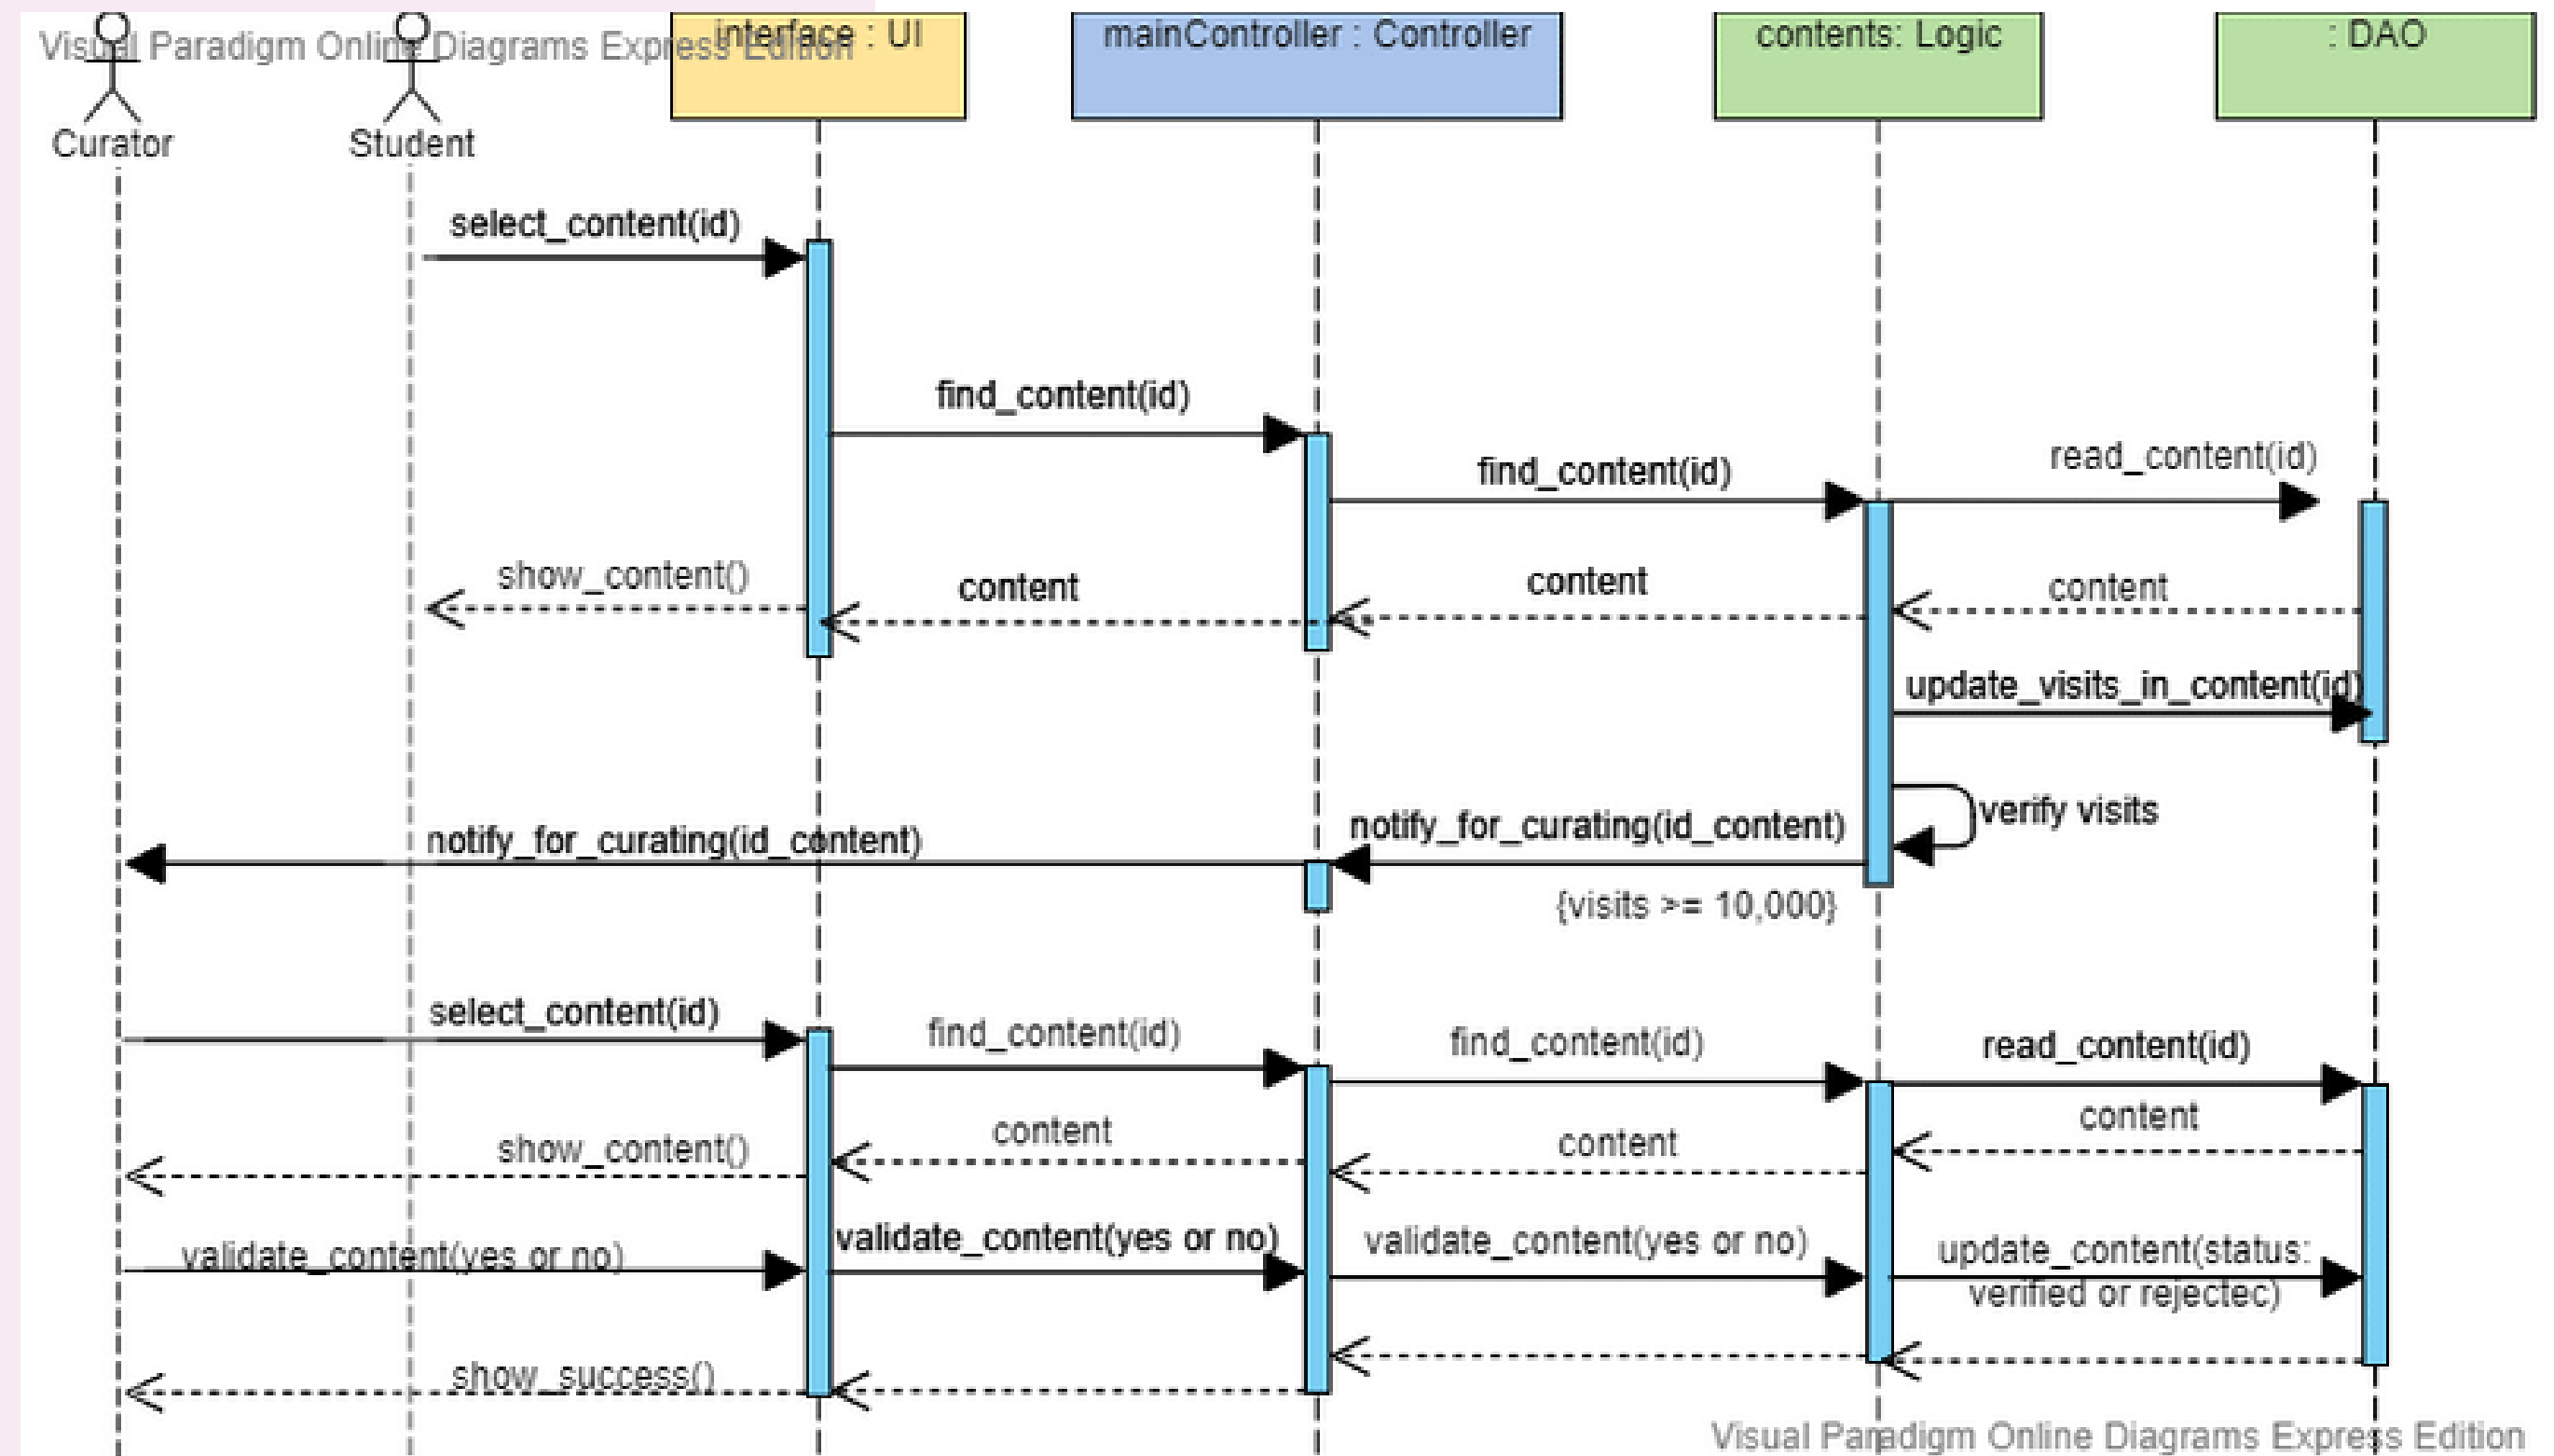 Visual Paradigm Online Diagrams Express Edition
interface : UI
mainController : Controller
contents: Logic
: DAO
Curator
Student
select_content(id)
find_content(id)
find_content(id)
read_content(id)
show_content()
content
content
content
update_visits_in_content(id)
verify visits
notify_for_curating(id_content)
notify_for_curating(id_content)
{visits >= 10,000}
select_content(id)
find_content(id)
find_content(id)
read_content(id)
show_content()
content
content
content
validate_content(yes or no)
validate_content(yes or no)
validate_content(yes or no)
update_content(status:
verified or rejectec)
show_success()
Visual Paradigm Online Diagrams Express Edition